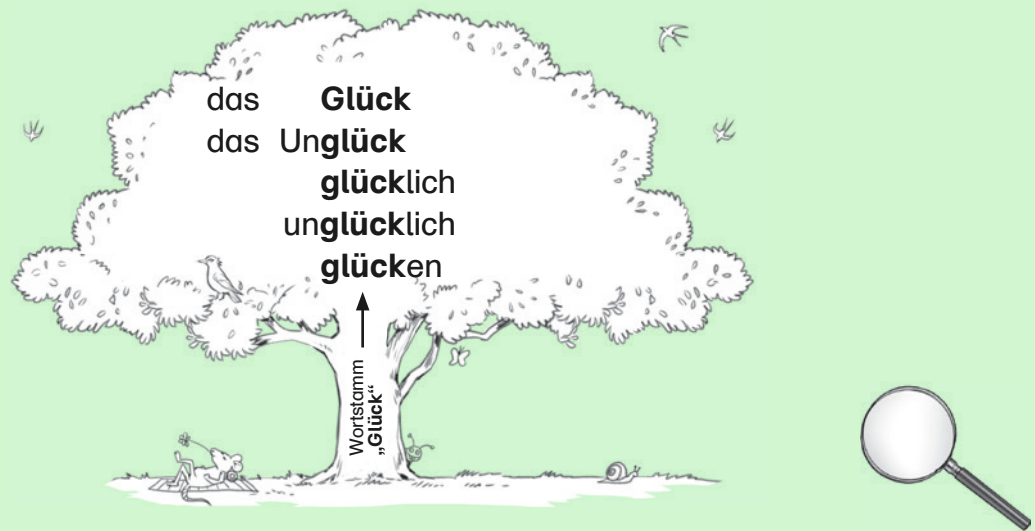 das Glück
das Unglück
glücklich
unglücklich
glücken
Wortstamm
„Glück“